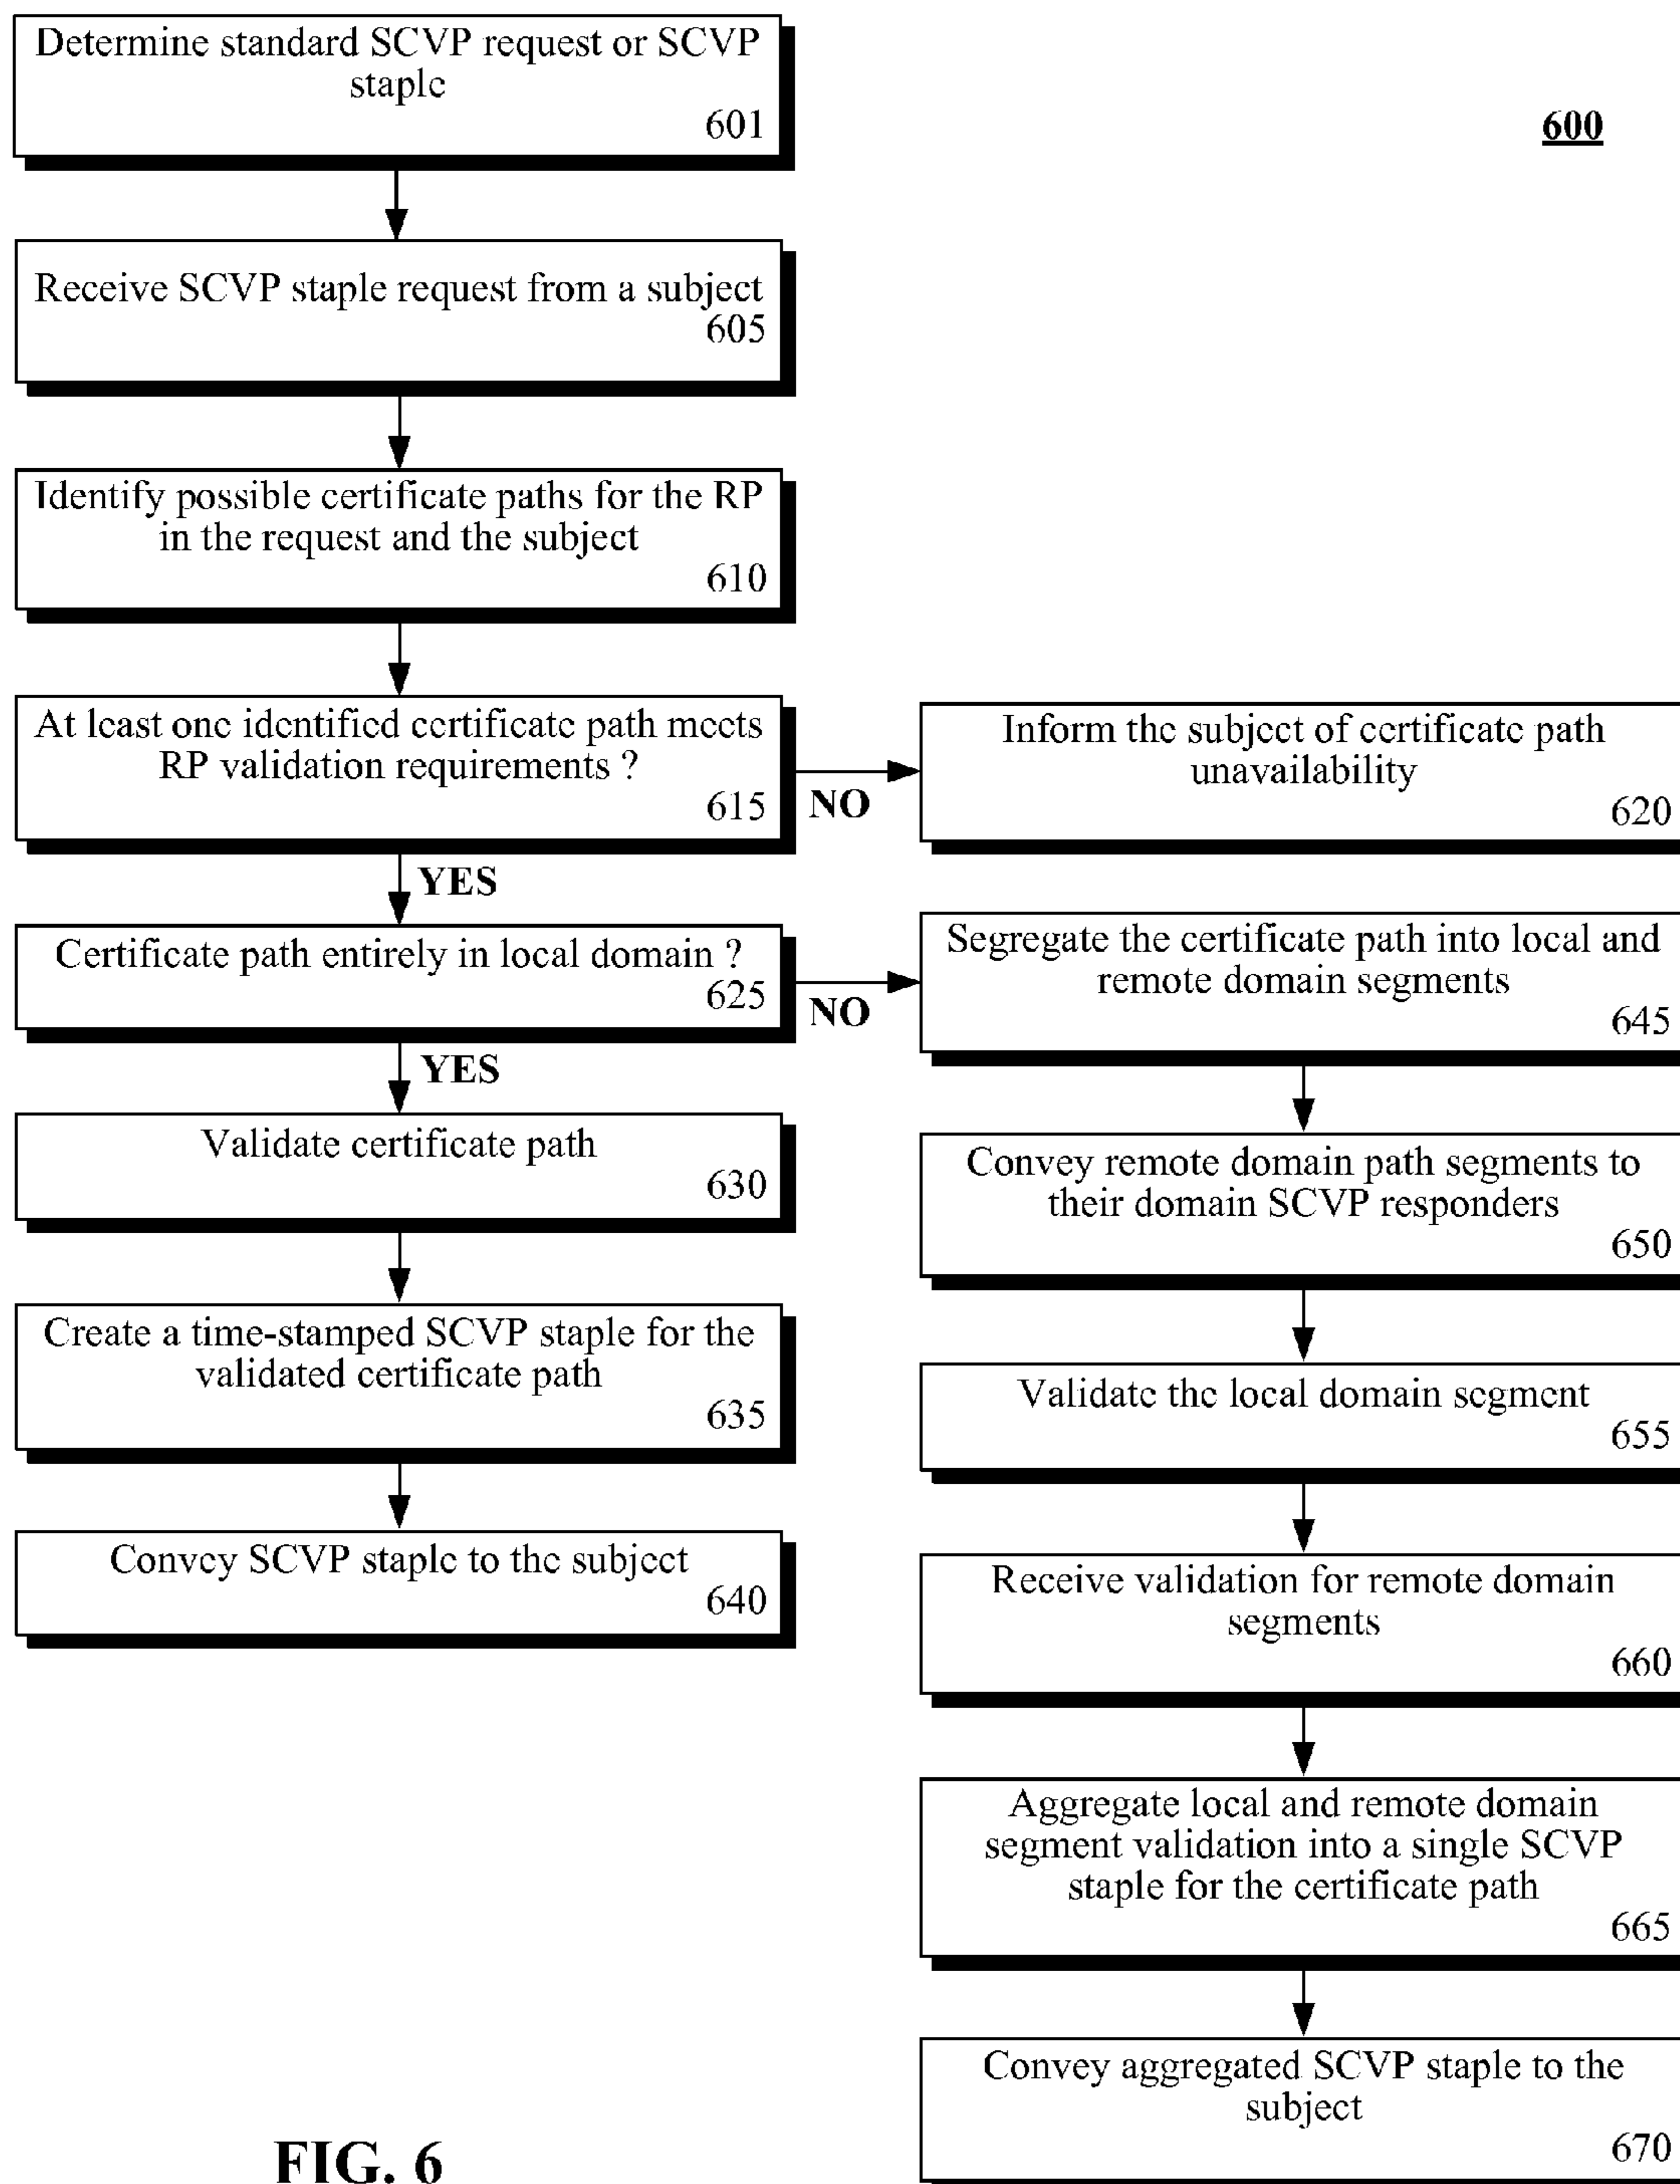 Determine standard SCVP request or SCVP
staple
601
600
Receive SCVP staple request from a subject
605
Identify possible certificate paths for the RP
in the request and the subject
610
At least one identified certificate path meets
RP validation requirements ?
615
NO
Inform the subject of certificate path
unavailability
620
YES
Certificate path entirely in local domain ?
625
NO
Segregate the certificate path into local and
remote domain segments
645
YES
Validate certificate path
630
Create a time-stamped SCVP staple for the
validated certificate path
635
Convey SCVP staple to the subject
640
Convey remote domain path segments to
their domain SCVP responders
650
Validate the local domain segment
655
Receive validation for remote domain
segments
660
Aggregate local and remote domain
segment validation into a single SCVP
staple for the certificate path
665
Convey aggregated SCVP staple to the
subject
670
FIG. 6